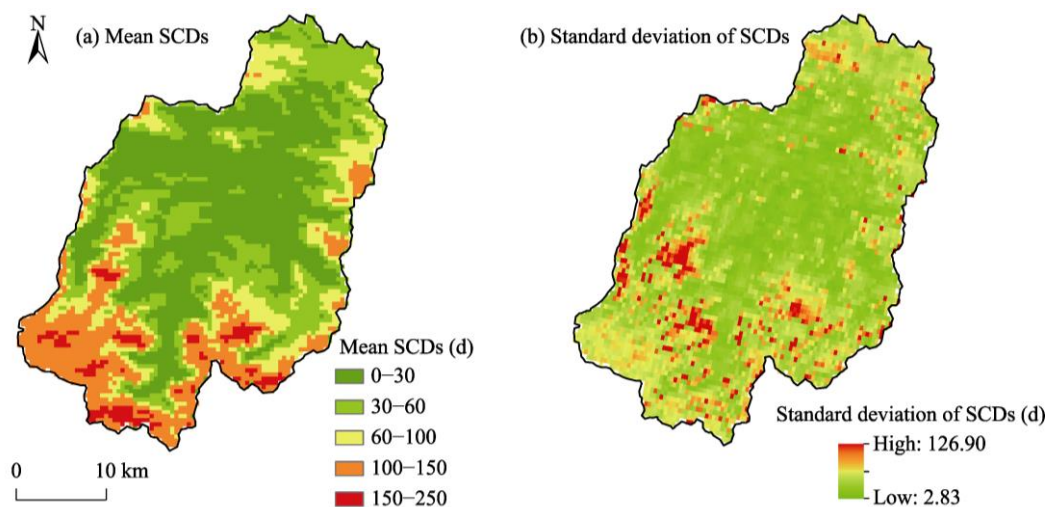 N
(a) Mean SCDs
Mean SCDs (d)
0−30
30−60
60−100
100−150
150−250
0 10 km
(b) Standard deviation of SCDs
Standard deviation of SCDs (d)
High: 126.90
Low: 2.83